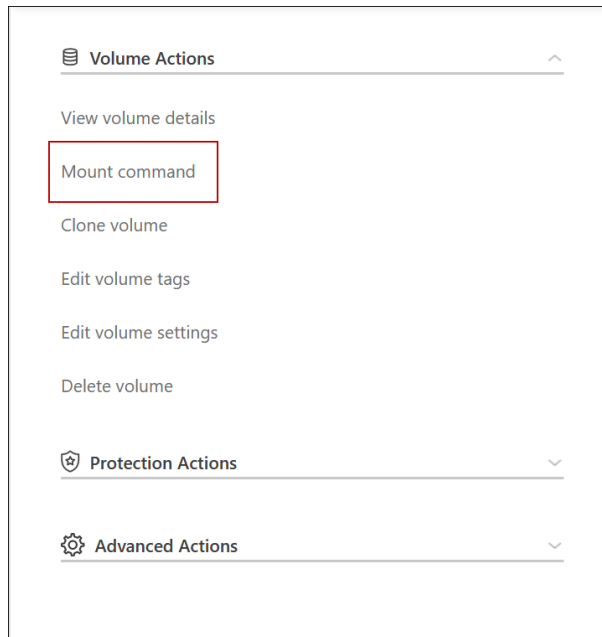 Volume Actions
View volume details
Mount command
Clone volume
Edit volume tags
Edit volume settings
Delete volume
Protection Actions
Advanced Actions